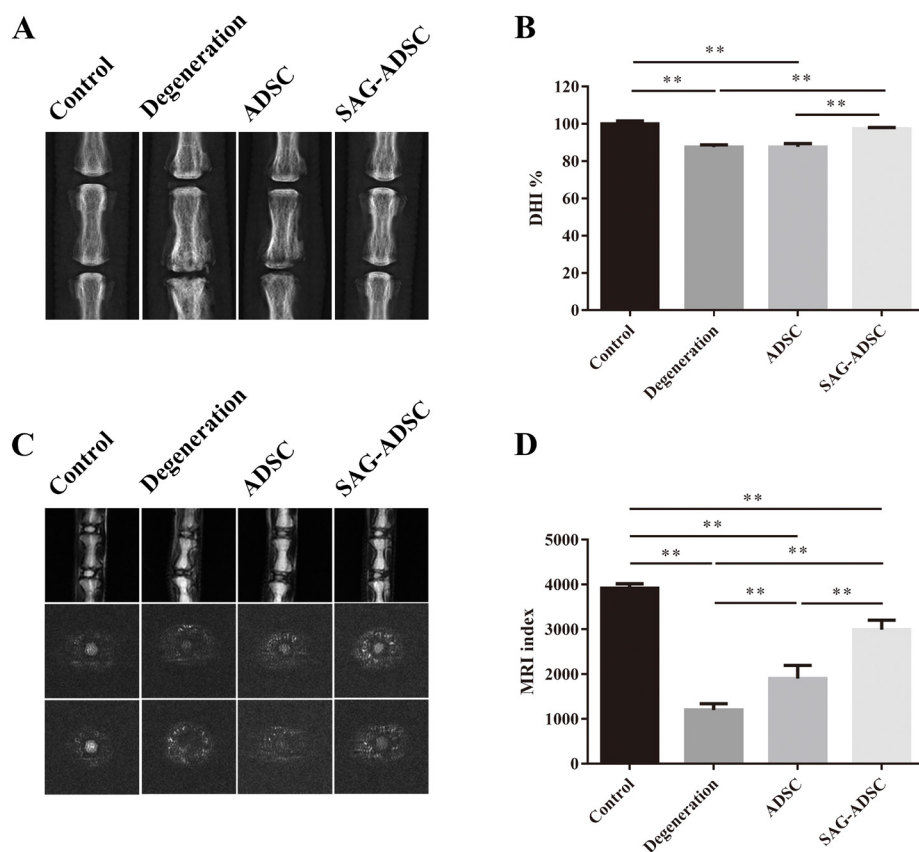 A
Control
Degeneration
ADSC
SAG-ADSC
B
**
** **
**
120
100
80
60
40
20
0
DHI %
Control
Degeneration
ADSC
SAG-ADSC
C
Control
Degeneration
ADSC
SAG-ADSC
D
**
**
** **
** **
5000
4000
3000
2000
1000
0
MRI index
Control
Degeneration
ADSC
SAG-ADSC